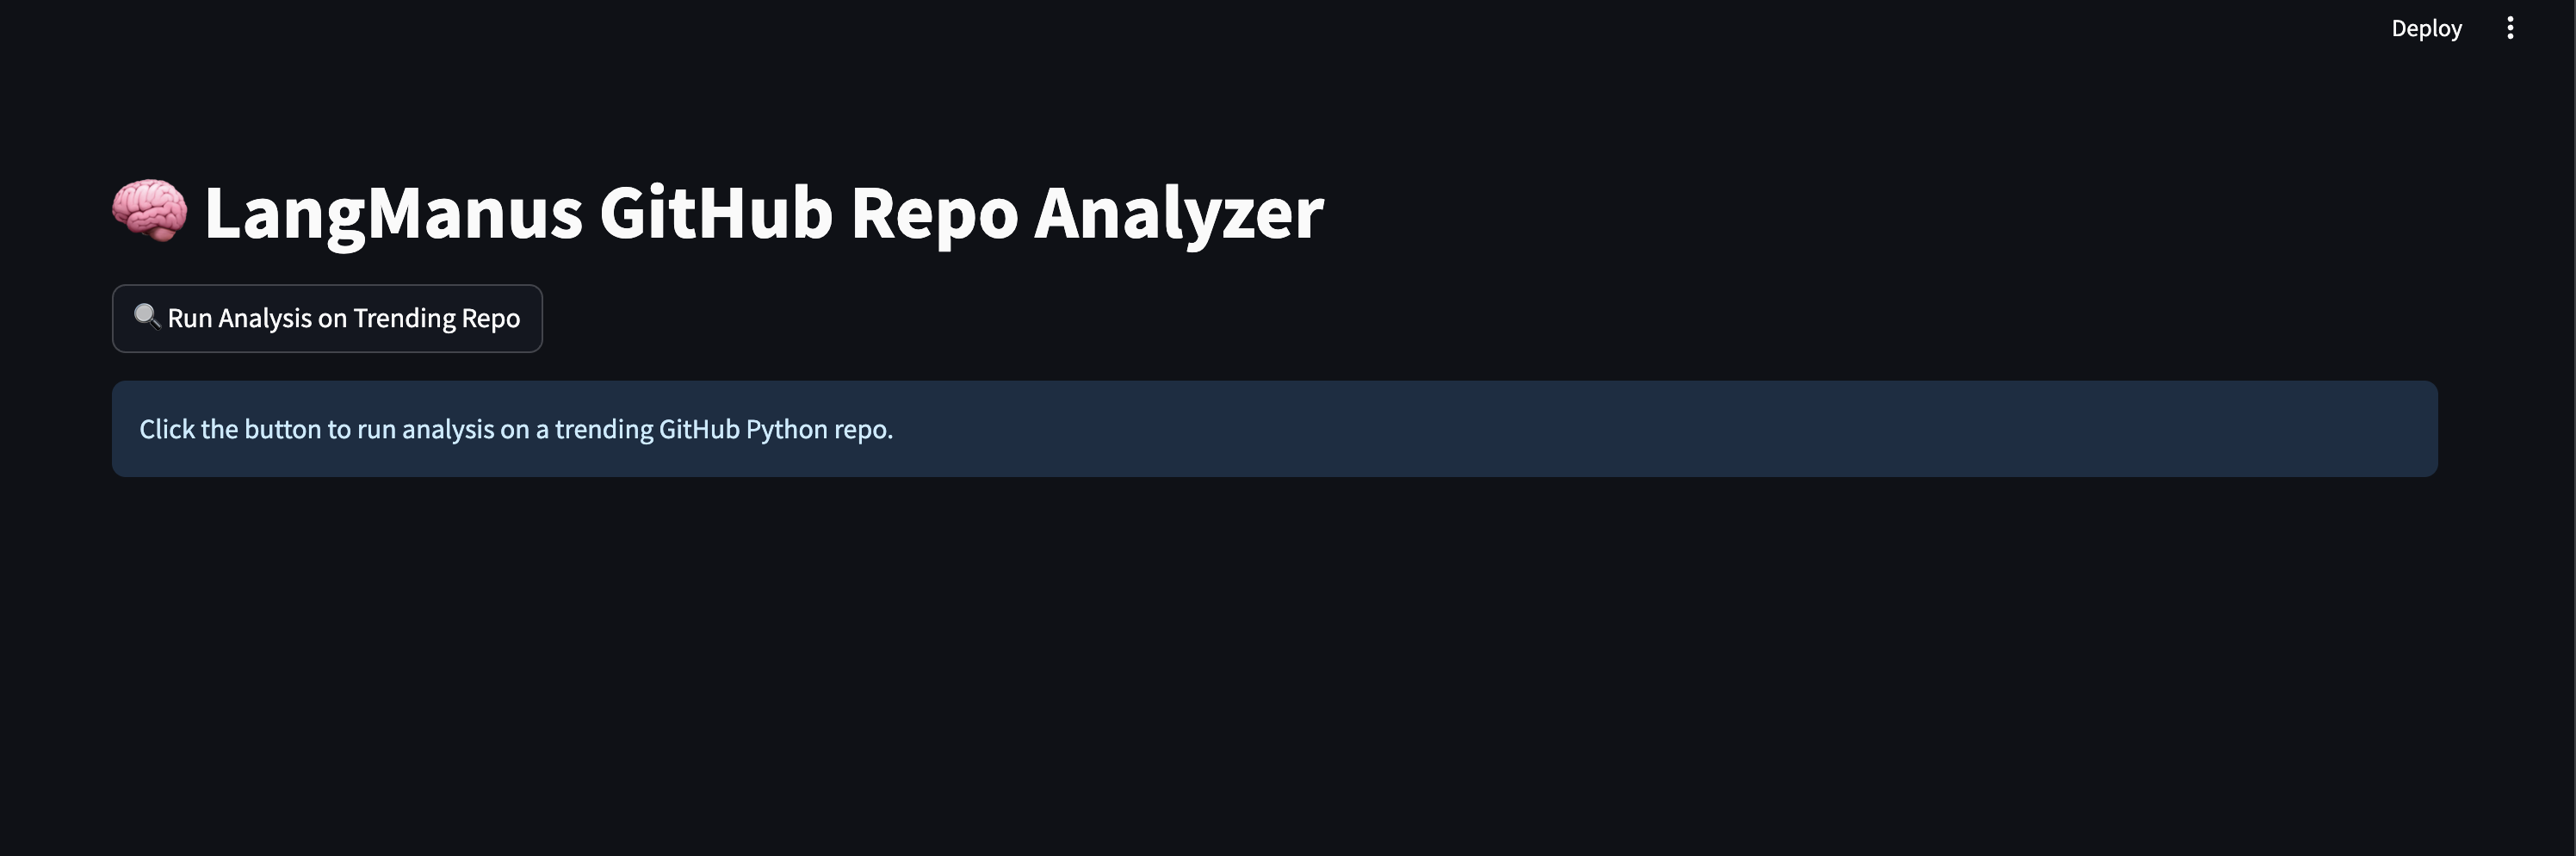 Deploy
🧠 LangManus GitHub Repo Analyzer
🔍 Run Analysis on Trending Repo
Click the button to run analysis on a trending GitHub Python repo.